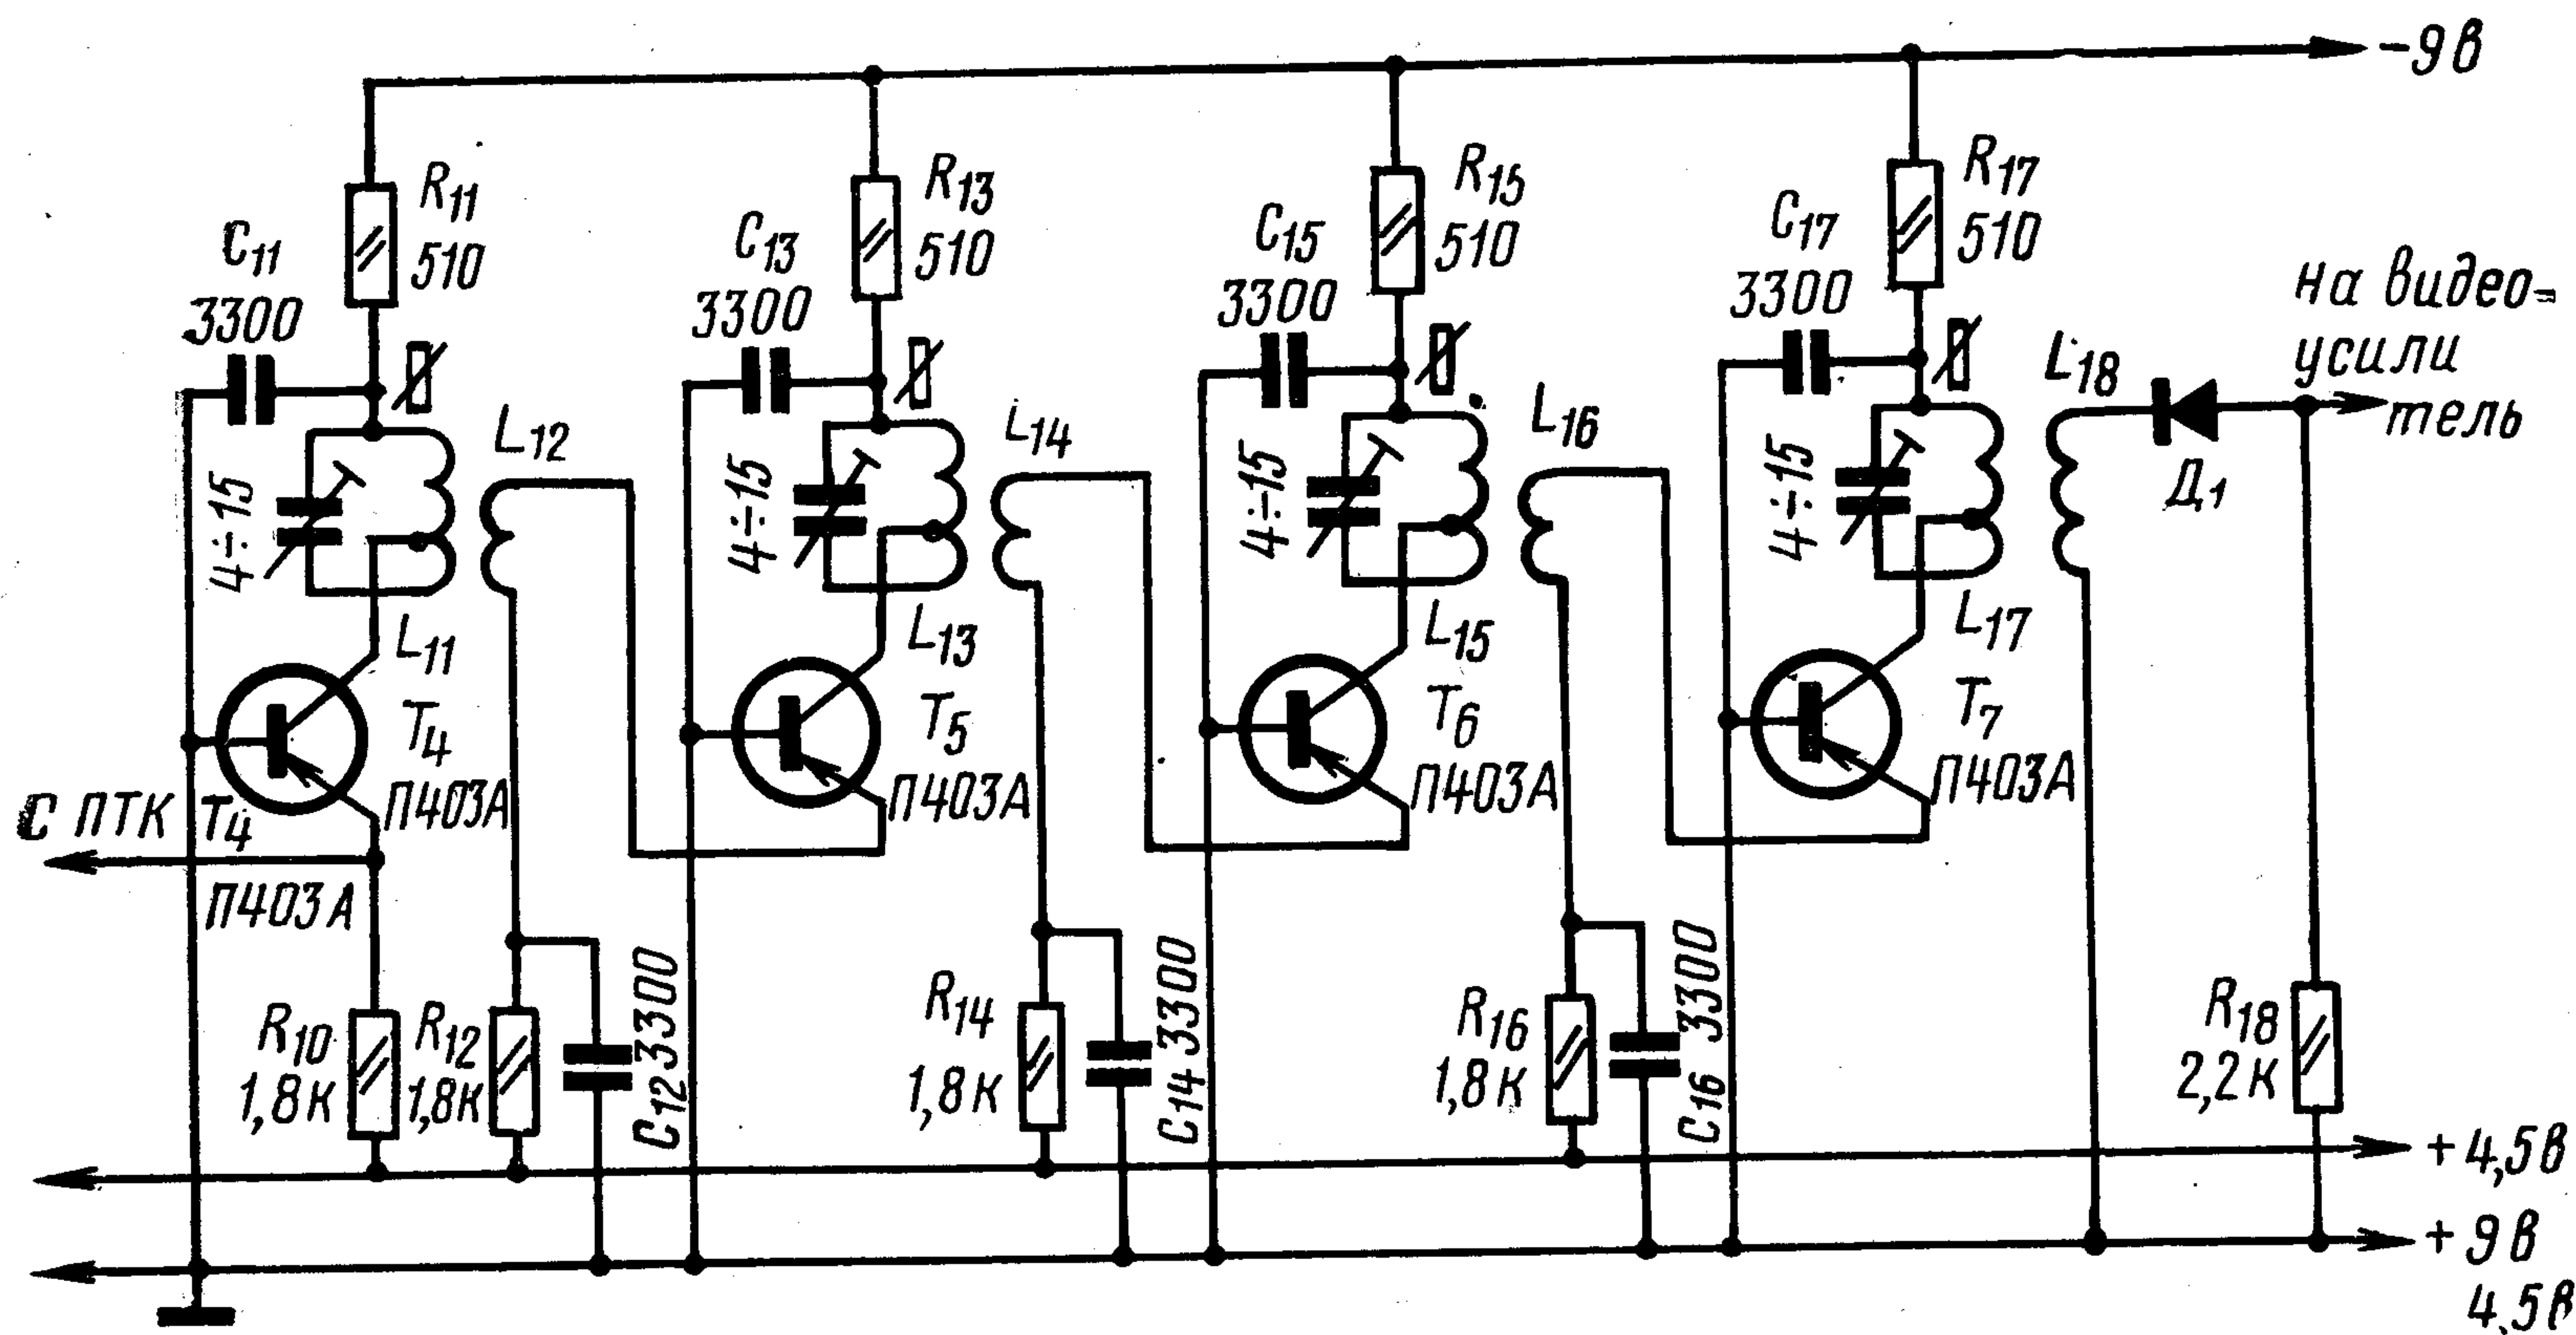 –9 в
R11
510
C11
3300
R13
510
C13
3300
R15
510
C15
3300
R17
510
C17
3300
на видео-
усили
тель
L12
L14
L16
L18
Д1
4÷15
4÷15
4÷15
4÷15
L11
L13
L15
L17
T4
П403А
T5
П403А
T6
П403А
T7
П403А
с ПТК T4
П403А
R10
1,8к
R12
1,8к
C12 3300
R14
1,8к
C14 3300
R16
1,8к
C16 3300
R18
2,2к
+ 4,5в
+ 9в
4.5в